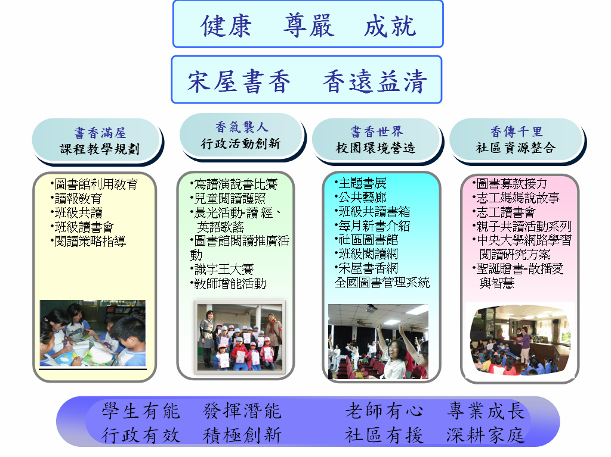 健康 尊嚴 成就
宋屋書香 香遠益清
書香滿屋
課程教學規劃
•圖書館利用教育
•讀報教育
•班級共讀
•班級讀書會
•閱讀策略指導
香氣襲人
行政活動創新
•寫讀演說書比賽
•兒童閱讀護照
•晨光活動-讀經、
英語歌謠
•圖書館閱讀推廣活
動
•識字王大賽
•教師增能活動
書香世界
校園環境營造
•主題書展
•公共藝廊
•班級共讀書箱
•每月新書介紹
•社區圖書館
•班級閱讀網
•宋屋書香網
全國圖書管理系統
香傳千里
社區資源整合
•圖書募款接力
•志工媽媽說故事
•志工讀書會
•親子共讀活動系列
•中央大學網路學習
閱讀研究方案
•聖誕贈書-散播愛
與智慧
學生有能 發揮潛能 老師有心 專業成長
行政有效 積極創新 社區有援 深耕家庭